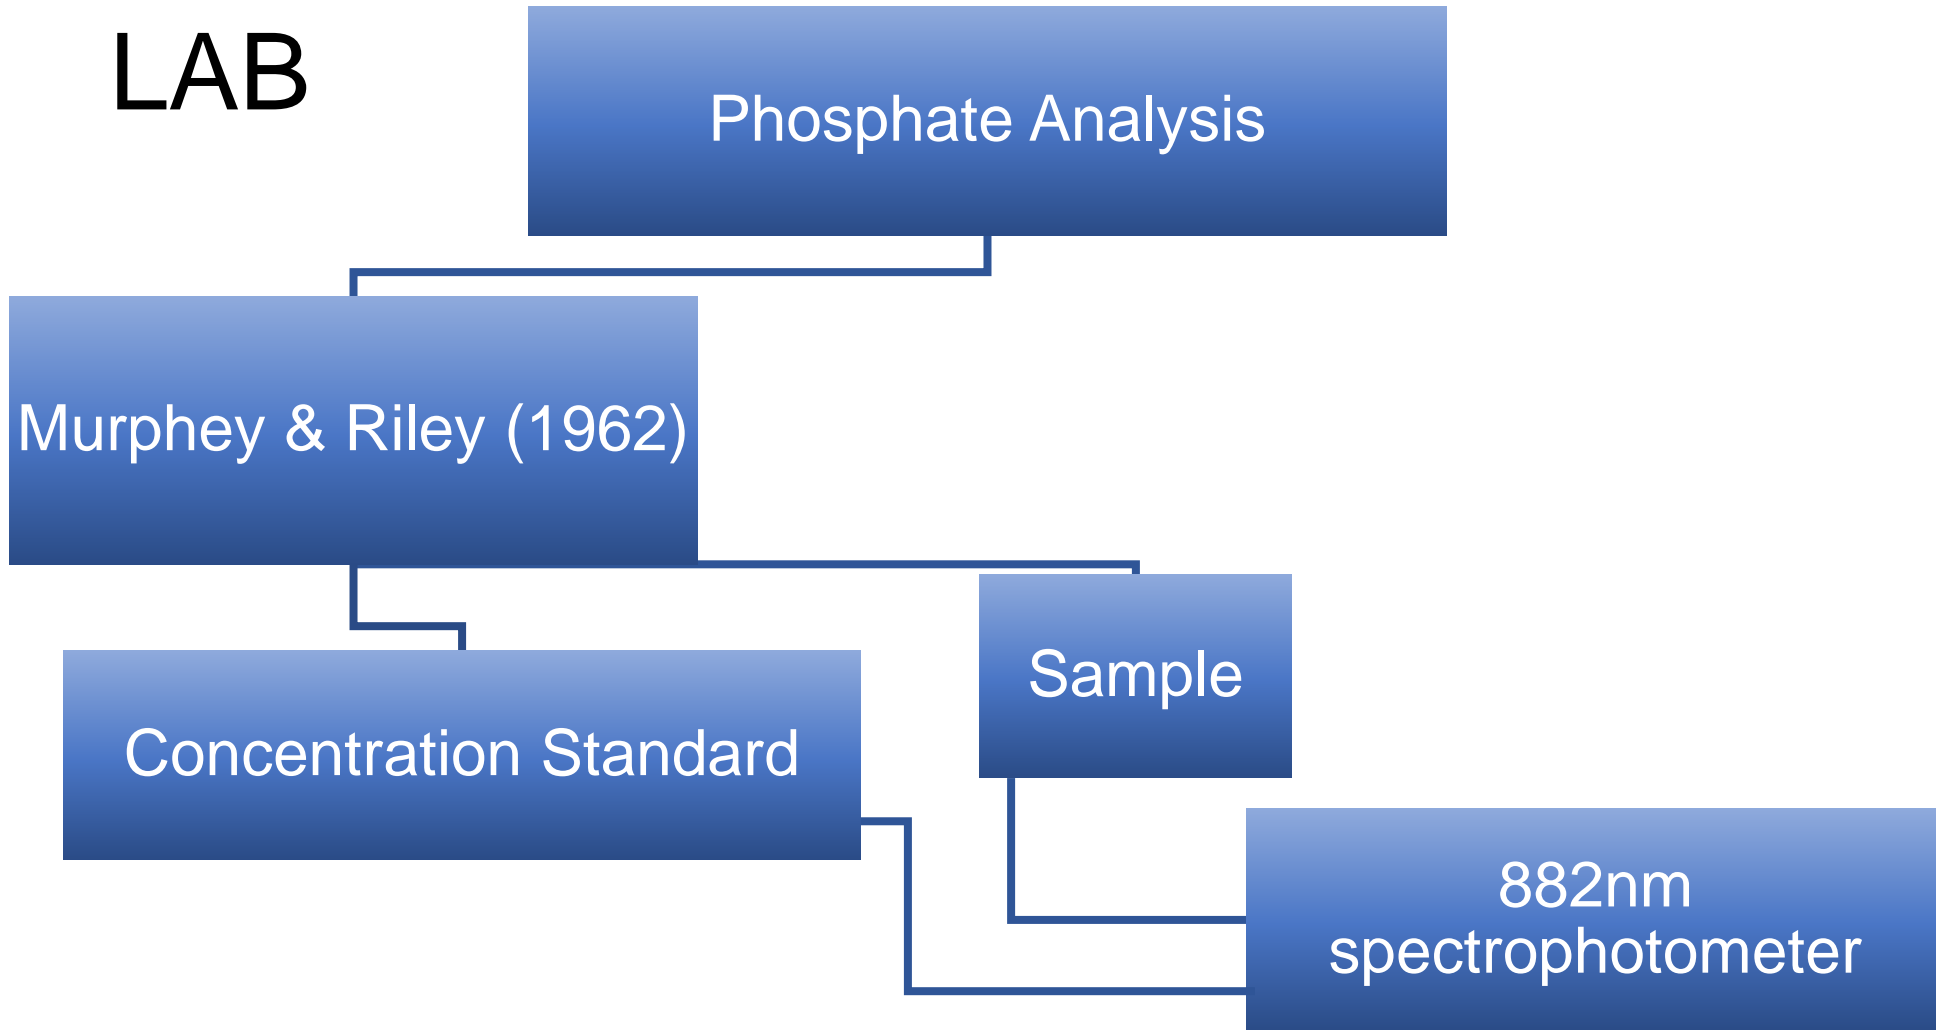 LAB
Phosphate Analysis
Murphey & Riley (1962)
Sample
Concentration Standard
882nm
spectrophotometer